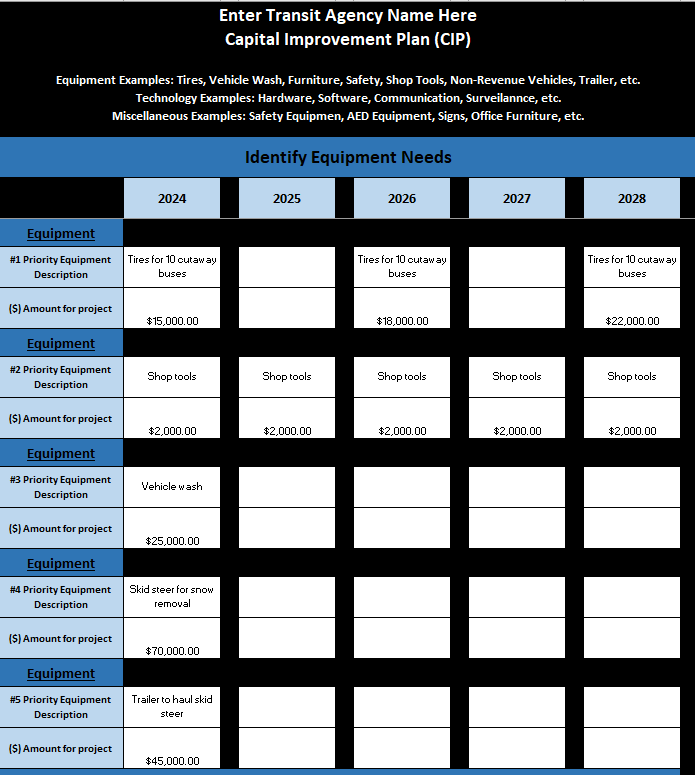 Enter Transit Agency Name Here
Capital Improvement Plan (CIP)
Equipment Examples: Tires, Vehicle Wash, Furniture, Safety, Shop Tools, Non-Revenue Vehicles, Trailer, etc.
Technology Examples: Hardware, Software, Communication, Surveilannce, etc.
Miscellaneous Examples: Safety Equipmen, AED Equipment, Signs, Office Furniture, etc.
Identify Equipment Needs
2024 2025 2026 2027 2028
Equipment
#1 Priority Equipment Tires for 10 cutaway Tires for 10 cutaway Tires for 10 cutaway
Description buses buses buses
($) Amount for project $15,000.00 $18,000.00 $22,000.00
Equipment
#2 Priority Equipment
Description Shop tools Shop tools Shop tools Shop tools Shop tools
($) Amount for project $2,000.00 $2,000.00 $2,000.00 $2,000.00 $2,000.00
Equipment
#3 Priority Equipment
Description Vehicle wash
($) Amount for project $25,000.00
Equipment
#4 Priority Equipment Skid steer for snow
Description removal
($) Amount for project $70,000.00
Equipment
#5 Priority Equipment Trailer to haul skid
Description steer
($) Amount for project $45,000.00